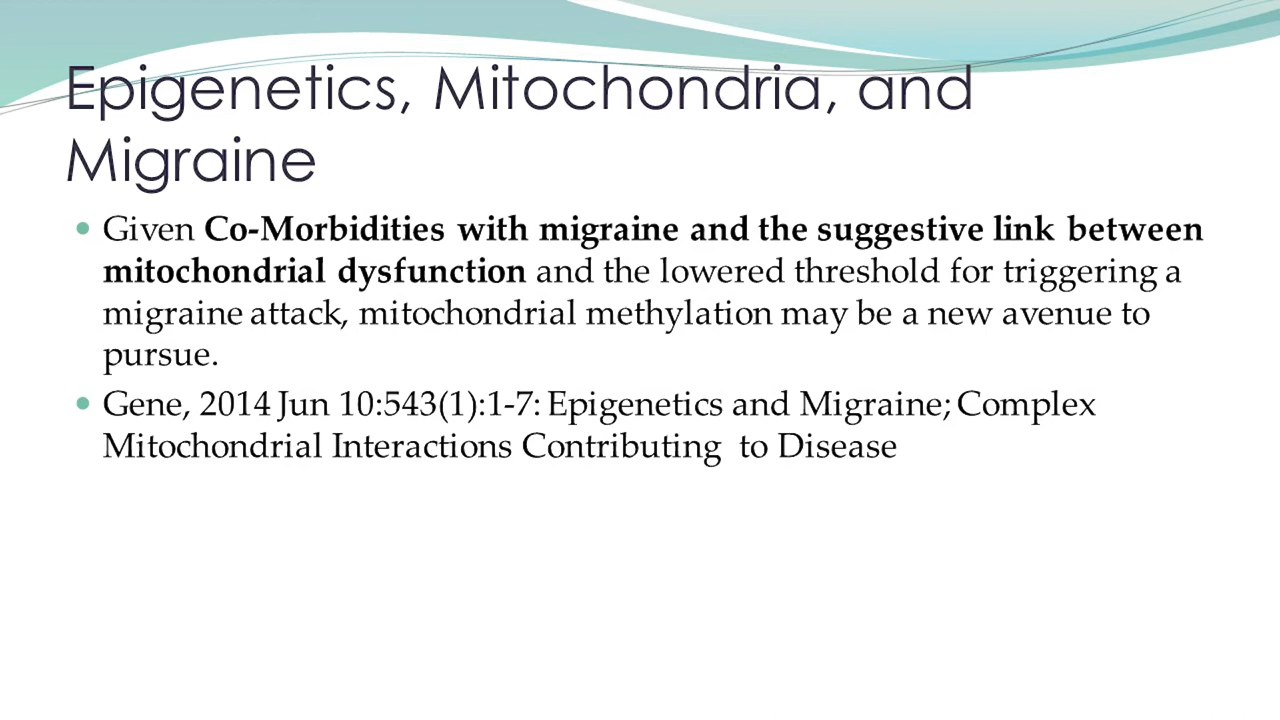 Epigenetics, Mitochondria, and
Migraine
Given Co-Morbidities with migraine and the suggestive link between
mitochondrial dysfunction and the lowered threshold for triggering a
migraine attack, mitochondrial methylation may be a new avenue to
pursue.
Gene, 2014 Jun 10:543(1):1-7: Epigenetics and Migraine; Complex
Mitochondrial Interactions Contributing to Disease